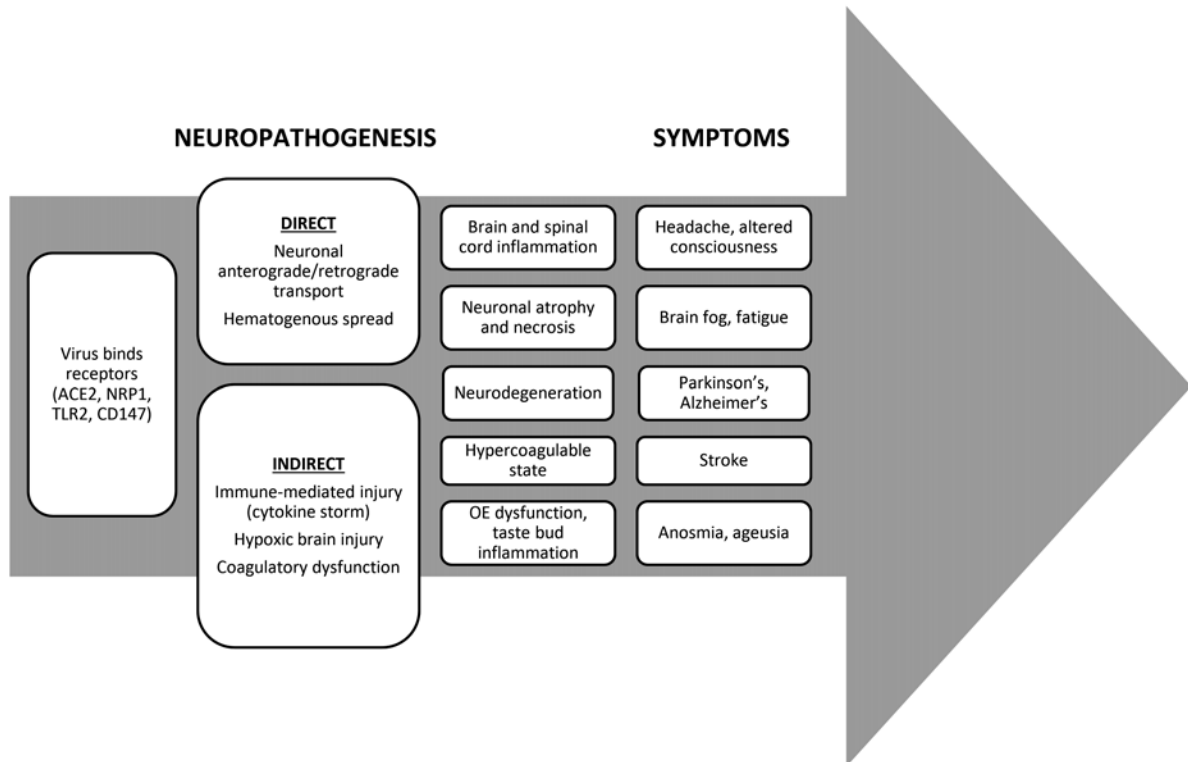 NEUROPATHOGENESIS
SYMPTOMS
Virus binds
receptors
(ACE2, NRP1,
TLR2, CD147)
DIRECT
Neuronal
anterograde/retrograde
transport
Hematogenous spread
INDIRECT
Immune-mediated injury
(cytokine storm)
Hypoxic brain injury
Coagulatory dysfunction
Brain and spinal
cord inflammation
Headache, altered
consciousness
Neuronal atrophy
and necrosis
Brain fog, fatigue
Neurodegeneration
Parkinson’s,
Alzheimer’s
Hypercoagulable
state
Stroke
OE dysfunction,
taste bud
inflammation
Anosmia, ageusia